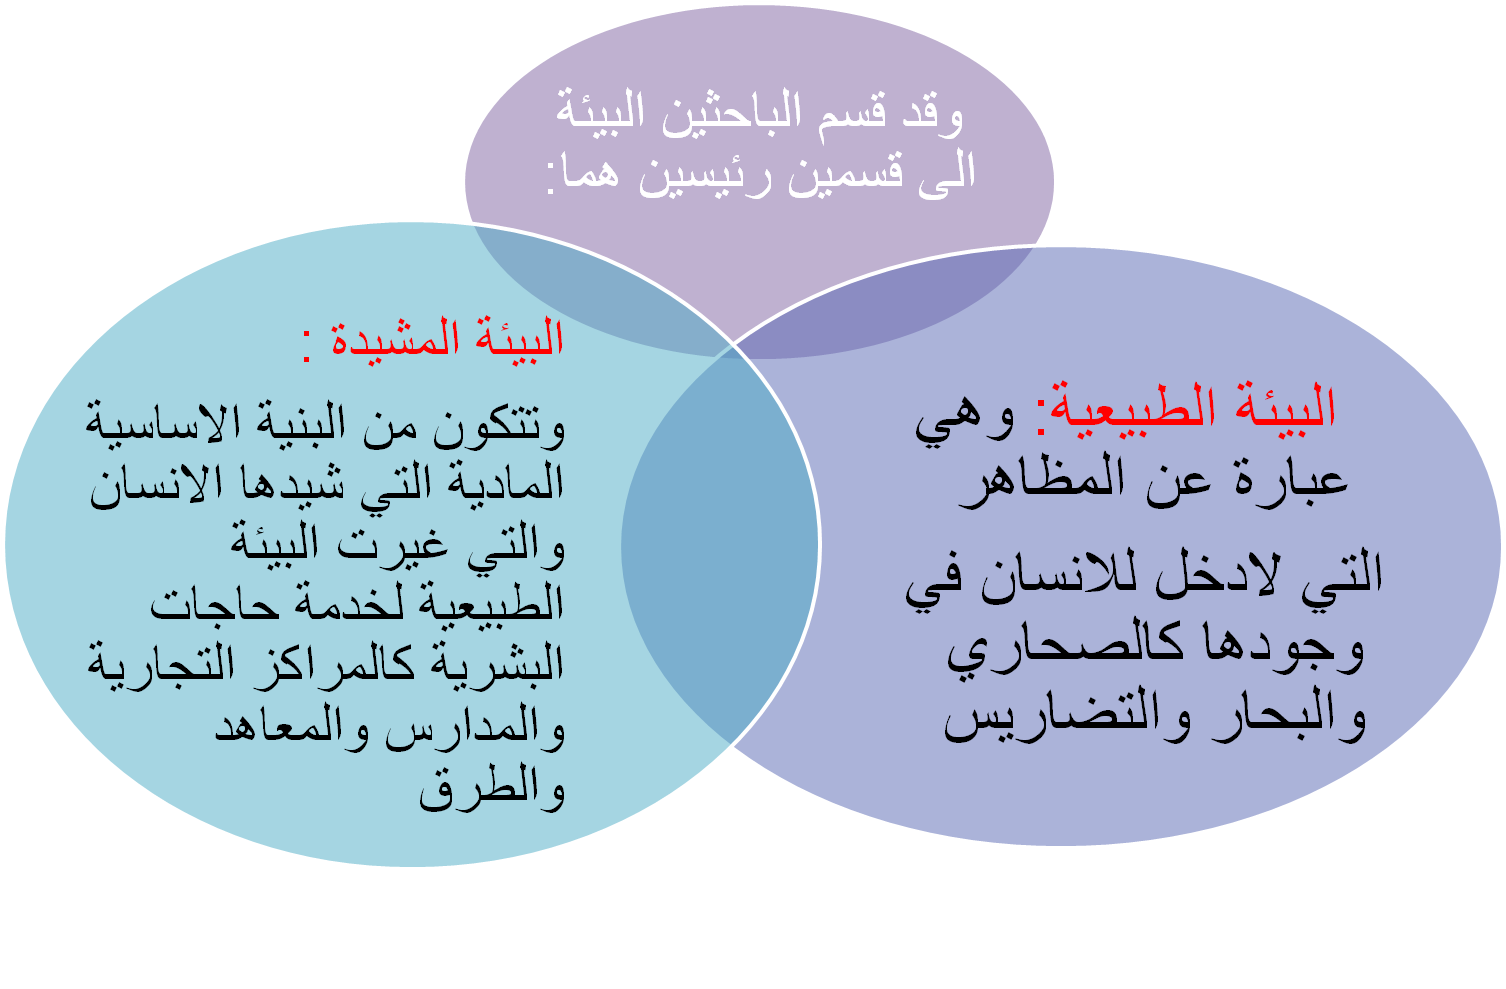 وقد قسم الباحثين البيئة
الى قسمين رئيسين هما:
البيئة الطبيعية: وهي
عبارة عن المظاهر
التي لادخل للانسان في
وجودها كالصحاري
والبحار والتضاريس
البيئة المشيدة :
وتتكون من البنية الاساسية
المادية التي شيدها الانسان
والتي غيرت البيئة
الطبيعية لخدمة حاجات
البشرية كالمراكز التجارية
والمدارس والمعاهد
والطرق